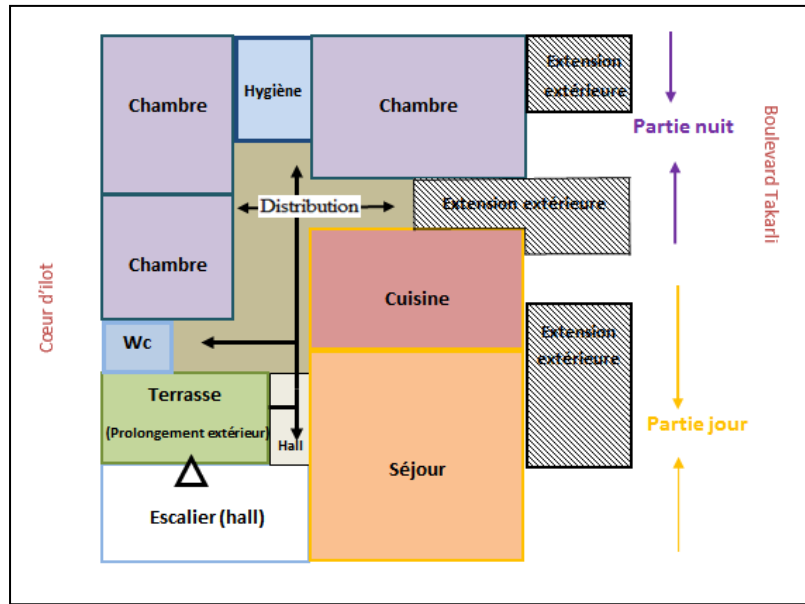 Chambre
Hygiène
Chambre
Extension
extérieure
Partie nuit
Boulevard Takarli
Distribution
Extension extérieure
Chambre
Cuisine
Cœur d'ilot
Wc
Extension
extérieure
Terrasse
(Prolongement extérieur)
Hall
Séjour
Partie jour
Escalier (hall)